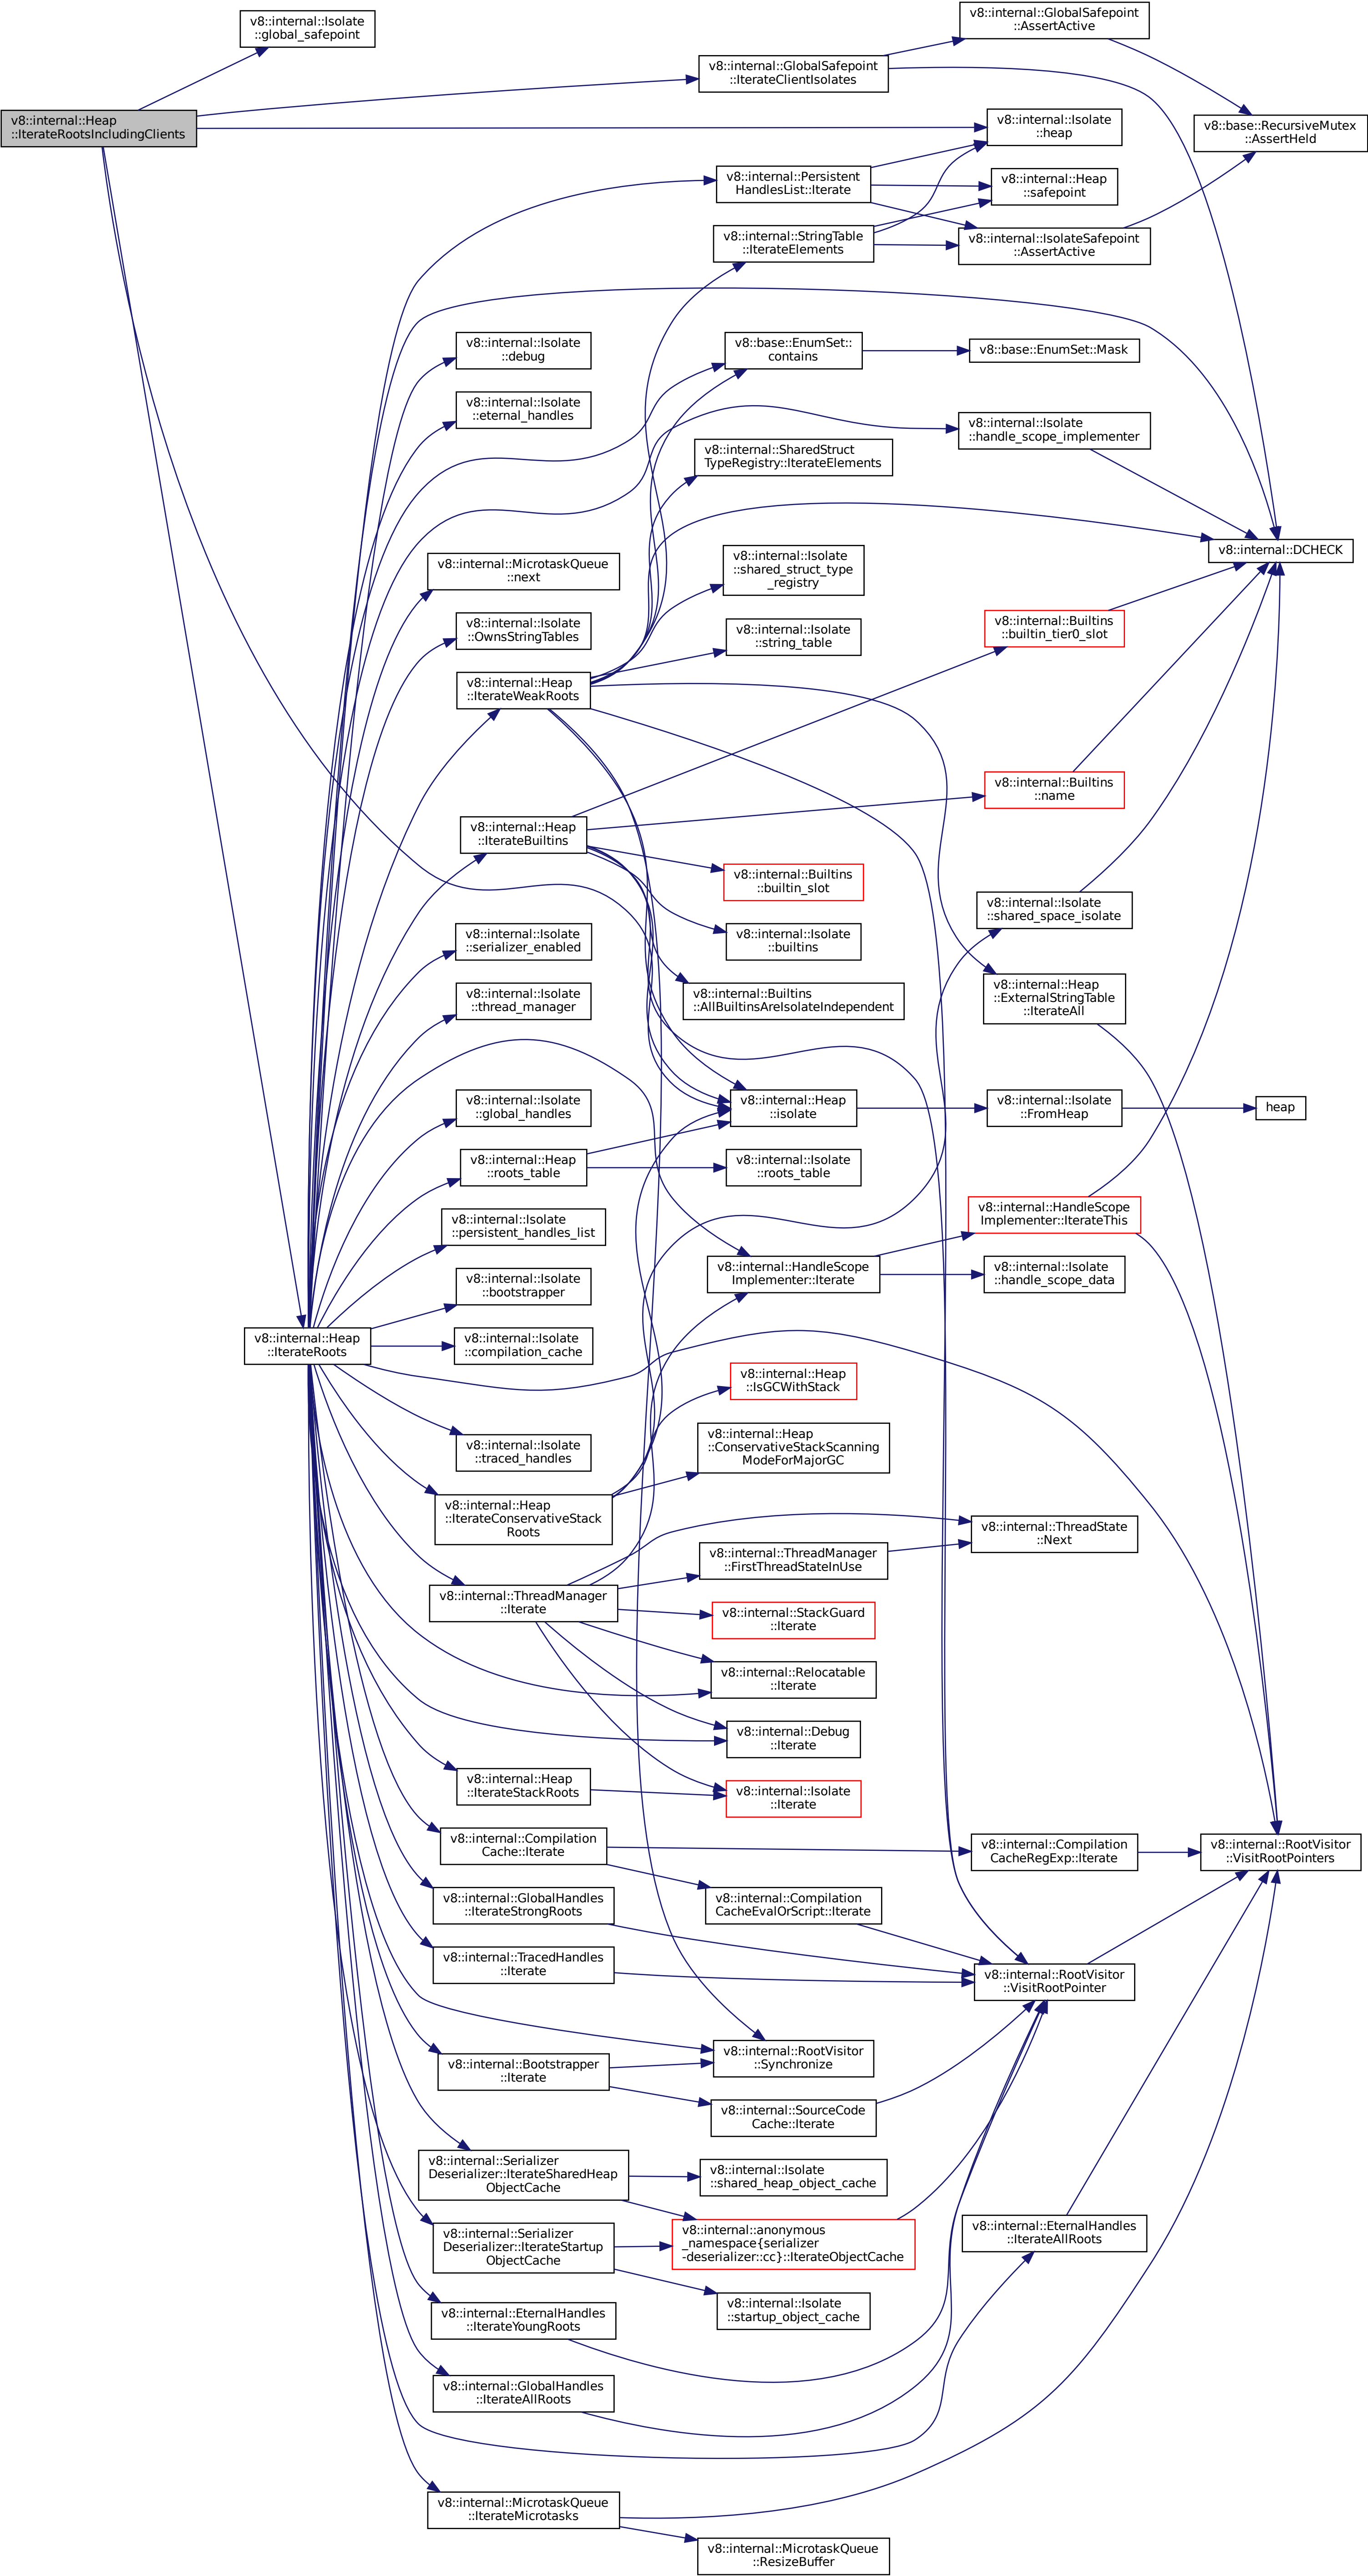 v8::internal::Heap
::IterateRootsIncludingClients
v8::internal::Isolate
::global_safepoint
v8::internal::GlobalSafepoint
::IterateClientIsolates
v8::internal::GlobalSafepoint
::AssertActive
v8::base::RecursiveMutex
::AssertHeld
v8::internal::Isolate
::heap
v8::internal::Persistent
HandlesList::Iterate
v8::internal::Heap
::safepoint
v8::internal::StringTable
::IterateElements
v8::internal::IsolateSafepoint
::AssertActive
v8::internal::Isolate
::debug
v8::base::EnumSet::
contains
v8::base::EnumSet::Mask
v8::internal::Isolate
::eternal_handles
v8::internal::Isolate
::handle_scope_implementer
v8::internal::SharedStruct
TypeRegistry::IterateElements
v8::internal::DCHECK
v8::internal::MicrotaskQueue
::next
v8::internal::Isolate
::shared_struct_type
_registry
v8::internal::Isolate
::OwnsStringTables
v8::internal::Isolate
::string_table
v8::internal::Builtins
::builtin_tier0_slot
v8::internal::Heap
::IterateWeakRoots
v8::internal::Builtins
::name
v8::internal::Heap
::IterateBuiltins
v8::internal::Builtins
::builtin_slot
v8::internal::Isolate
::shared_space_isolate
v8::internal::Isolate
::serializer_enabled
v8::internal::Isolate
::builtins
v8::internal::Isolate
::thread_manager
v8::internal::Builtins
::AllBuiltinsAreIsolateIndependent
v8::internal::Heap
::ExternalStringTable
::IterateAll
v8::internal::Isolate
::global_handles
v8::internal::Heap
::isolate
v8::internal::Isolate
::FromHeap
heap
v8::internal::Heap
::roots_table
v8::internal::Isolate
::roots_table
v8::internal::Isolate
::persistent_handles_list
v8::internal::HandleScope
Implementer::IterateThis
v8::internal::Isolate
::bootstrapper
v8::internal::HandleScope
Implementer::Iterate
v8::internal::Isolate
::handle_scope_data
v8::internal::Heap
::IterateRoots
v8::internal::Isolate
::compilation_cache
v8::internal::Heap
::IsGCWithStack
v8::internal::Isolate
::traced_handles
v8::internal::Heap
::ConservativeStackScanning
ModeForMajorGC
v8::internal::Heap
::IterateConservativeStack
Roots
v8::internal::ThreadState
::Next
v8::internal::ThreadManager
::FirstThreadStateInUse
v8::internal::ThreadManager
::Iterate
v8::internal::StackGuard
::Iterate
v8::internal::Relocatable
::Iterate
v8::internal::Debug
::Iterate
v8::internal::Heap
::IterateStackRoots
v8::internal::Isolate
::Iterate
v8::internal::Compilation
Cache::Iterate
v8::internal::Compilation
CacheRegExp::Iterate
v8::internal::RootVisitor
::VisitRootPointers
v8::internal::GlobalHandles
::IterateStrongRoots
v8::internal::Compilation
CacheEvalOrScript::Iterate
v8::internal::TracedHandles
::Iterate
v8::internal::RootVisitor
::VisitRootPointer
v8::internal::Bootstrapper
::Iterate
v8::internal::RootVisitor
::Synchronize
v8::internal::SourceCode
Cache::Iterate
v8::internal::Serializer
Deserializer::IterateSharedHeap
ObjectCache
v8::internal::Isolate
::shared_heap_object_cache
v8::internal::Serializer
Deserializer::IterateStartup
ObjectCache
v8::internal::anonymous
_namespace{serializer
-deserializer::cc}::IterateObjectCache
v8::internal::EternalHandles
::IterateAllRoots
v8::internal::EternalHandles
::IterateYoungRoots
v8::internal::Isolate
::startup_object_cache
v8::internal::GlobalHandles
::IterateAllRoots
v8::internal::MicrotaskQueue
::IterateMicrotasks
v8::internal::MicrotaskQueue
::ResizeBuffer